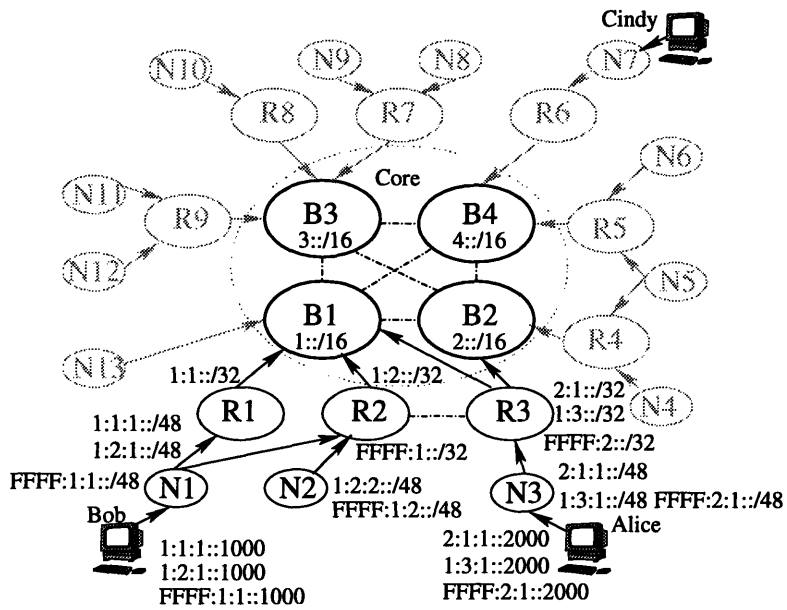 Cindy
N10
N9
N8
N7
R8
R7
R6
N6
Core
N11
R9
B3
3::/16
B4
4::/16
R5
N12
N5
B1
1::/16
B2
2::/16
R4
N13
1:1::/32
1:2::/32
2:1::/32
1:3::/32
FFFF:2::/32
N4
R1
R2
R3
1:1:1::/48
1:2:1::/48
FFFF:1:1::/48
FFFF:1::/32
N1
N2
1:2:2::/48
FFFF:1:2::/48
N3
2:1:1::/48
1:3:1::/48 FFFF:2:1::/48
Bob
Alice
1:1:1::1000
1:2:1::1000
FFFF:1:1::1000
2:1:1::2000
1:3:1::2000
FFFF:2:1::2000